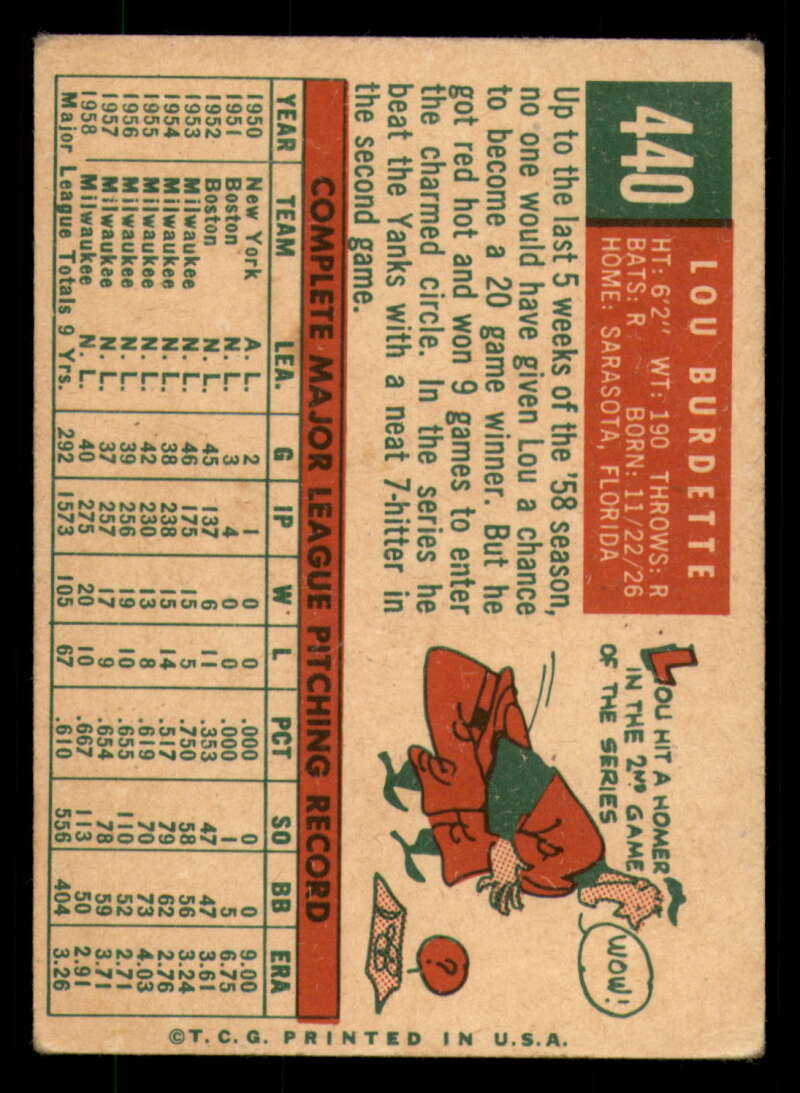 440
LOU BURDETTE
HT: 6'2" WT: 190 THROWS: R
BATS: R BORN: 11/22/26
HOME: SARASOTA, FLORIDA
Up to the last 5 weeks of the '58 season,
no one would have given Lou a chance
to become a 20 game winner. But he
got red hot and won 9 games to enter
the charmed circle. In the series he
beat the Yanks with a neat 7-hitter in
the second game.
LOU HIT A HOMER
IN THE 2ND GAME
OF THE SERIES
WOW!
?
COMPLETE MAJOR LEAGUE PITCHING RECORD
YEAR TEAM LEA. G IP W L PCT SO BB ERA
1950 New York A. L. 2 1 0 0 .000 0 0 9.00
1951 Boston N. L. 3 4 0 0 .000 1 5 6.75
1952 Boston N. L. 45 137 6 11 .353 47 47 3.61
1953 Milwaukee N. L. 46 175 15 5 .750 58 56 3.24
1954 Milwaukee N. L. 38 238 15 14 .517 79 62 2.76
1955 Milwaukee N. L. 42 230 13 8 .619 70 73 4.03
1956 Milwaukee N. L. 39 256 19 10 .655 110 52 2.71
1957 Milwaukee N. L. 37 257 17 9 .654 78 59 3.71
1958 Milwaukee N. L. 40 275 20 10 .667 113 50 2.91
Major League Totals 9 Yrs. 292 1573 105 67 .610 556 404 3.26
©T.C.G. PRINTED IN U.S.A.